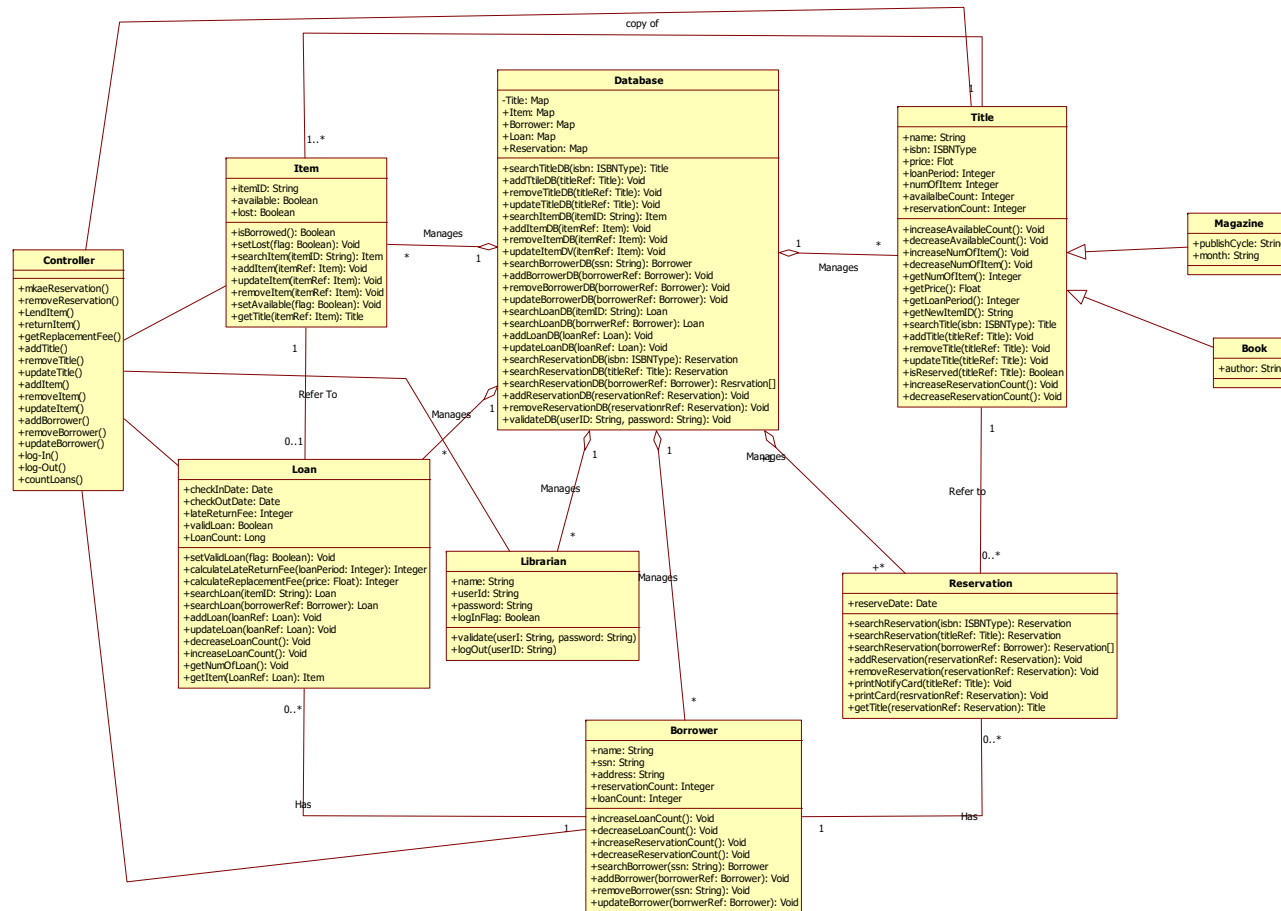 copy of
1
1..*
Database
-Title: Map
+Item: Map
+Borrower: Map
+Loan: Map
+Reservation: Map
+searchTitleDB(isbn: ISBNType): Title
+addTtileDB(titleRef: Title): Void
+removeTitleDB(titleRef: Title): Void
+updateTitleDB(titleRef: Title): Void
+searchItemDB(itemID: String): Item
+addItemDB(itemRef: Item): Void
+removeItemDB(itemRef: Item): Void
+updateItemDV(itemRef: Item): Void
+searchBorrowerDB(ssn: String): Borrower
+addBorrowerDB(borrowerRef: Borrower): Void
+removeBorrowerDB(borrowerRef: Borrower): Void
+updateBorrowerDB(borrowerRef: Borrower): Void
+searchLoanDB(itemID: String): Loan
+searchLoanDB(borrwerRef: Borrower): Loan
+addLoanDB(loanRef: Loan): Void
+updateLoanDB(loanRef: Loan): Void
+searchReservationDB(isbn: ISBNType): Reservation
+searchReservationDB(titleRef: Title): Reservation
+searchReservationDB(borrowerRef: Borrower): Resrvation[]
+addReservationDB(reservationRef: Reservation): Void
+removeReservationDB(reservationrRef: Reservation): Void
+validateDB(userID: String, password: String): Void
Title
+name: String
+isbn: ISBNType
+price: Flot
+loanPeriod: Integer
+numOfItem: Integer
+availalbeCount: Integer
+reservationCount: Integer
+increaseAvailableCount(): Void
+decreaseAvailableCount(): Void
+increaseNumOfItem(): Void
+decreaseNumOfItem(): Void
+getNumOfItem(): Integer
+getPrice(): Float
+getLoanPeriod(): Integer
+getNewItemID(): String
+searchTitle(isbn: ISBNType): Title
+addTitle(titleRef: Title): Void
+removeTitle(titleRef: Title): Void
+updateTitle(titleRef: Title): Void
+isReserved(titleRef: Title): Boolean
+increaseReservationCount(): Void
+decreaseReservationCount(): Void
Item
+itemID: String
+available: Boolean
+lost: Boolean
+isBorrowed(): Boolean
+setLost(flag: Boolean): Void
+searchItem(itemID: String): Item
+addItem(itemRef: Item): Void
+updateItem(itemRef: Item): Void
+removeItem(itemRef: Item): Void
+setAvailable(flag: Boolean): Void
+getTitle(itemRef: Item): Title
Manages
*
1
1
*
Manages
Magazine
+publishCycle: String
+month: String
Book
+author: String
Controller
+mkaeReservation()
+removeReservation()
+LendItem()
+returnItem()
+getReplacementFee()
+addTitle()
+removeTitle()
+updateTitle()
+addItem()
+removeItem()
+updateItem()
+addBorrower()
+removeBorrower()
+updateBorrower()
+log-In()
+log-Out()
+countLoans()
1
Refer To
0..1
Manages
1
*
1
Manages
*
1
Manages
*
Manages
+1
+*
1
Refer to
0..*
Loan
+checkInDate: Date
+checkOutDate: Date
+lateReturnFee: Integer
+validLoan: Boolean
+LoanCount: Long
+setValidLoan(flag: Boolean): Void
+calculateLateReturnFee(loanPeriod: Integer): Integer
+calculateReplacementFee(price: Float): Integer
+searchLoan(itemID: String): Loan
+searchLoan(borrowerRef: Borrower): Loan
+addLoan(loanRef: Loan): Void
+updateLoan(loanRef: Loan): Void
+decreaseLoanCount(): Void
+increaseLoanCount(): Void
+getNumOfLoan(): Void
+getItem(LoanRef: Loan): Item
Librarian
+name: String
+userId: String
+password: String
+logInFlag: Boolean
+validate(userI: String, password: String)
+logOut(userID: String)
Reservation
+reserveDate: Date
+searchReservation(isbn: ISBNType): Reservation
+searchReservation(titleRef: Title): Reservation
+searchReservation(borrowerRef: Borrower): Reservation[]
+addReservation(reservationRef: Reservation): Void
+removeReservation(reservationRef: Reservation): Void
+printNotifyCard(titleRef: Title): Void
+printCard(resrvationRef: Reservation): Void
+getTitle(reservationRef: Reservation): Title
0..*
Has
1
0..*
Has
1
Borrower
+name: String
+ssn: String
+address: String
+reservationCount: Integer
+loanCount: Integer
+increaseLoanCount(): Void
+decreaseLoanCount(): Void
+increaseReservationCount(): Void
+decreaseReservationCount(): Void
+searchBorrower(ssn: String): Borrower
+addBorrower(borrowerRef: Borrower): Void
+removeBorrower(ssn: String): Void
+updateBorrower(borrwerRef: Borrower): Void